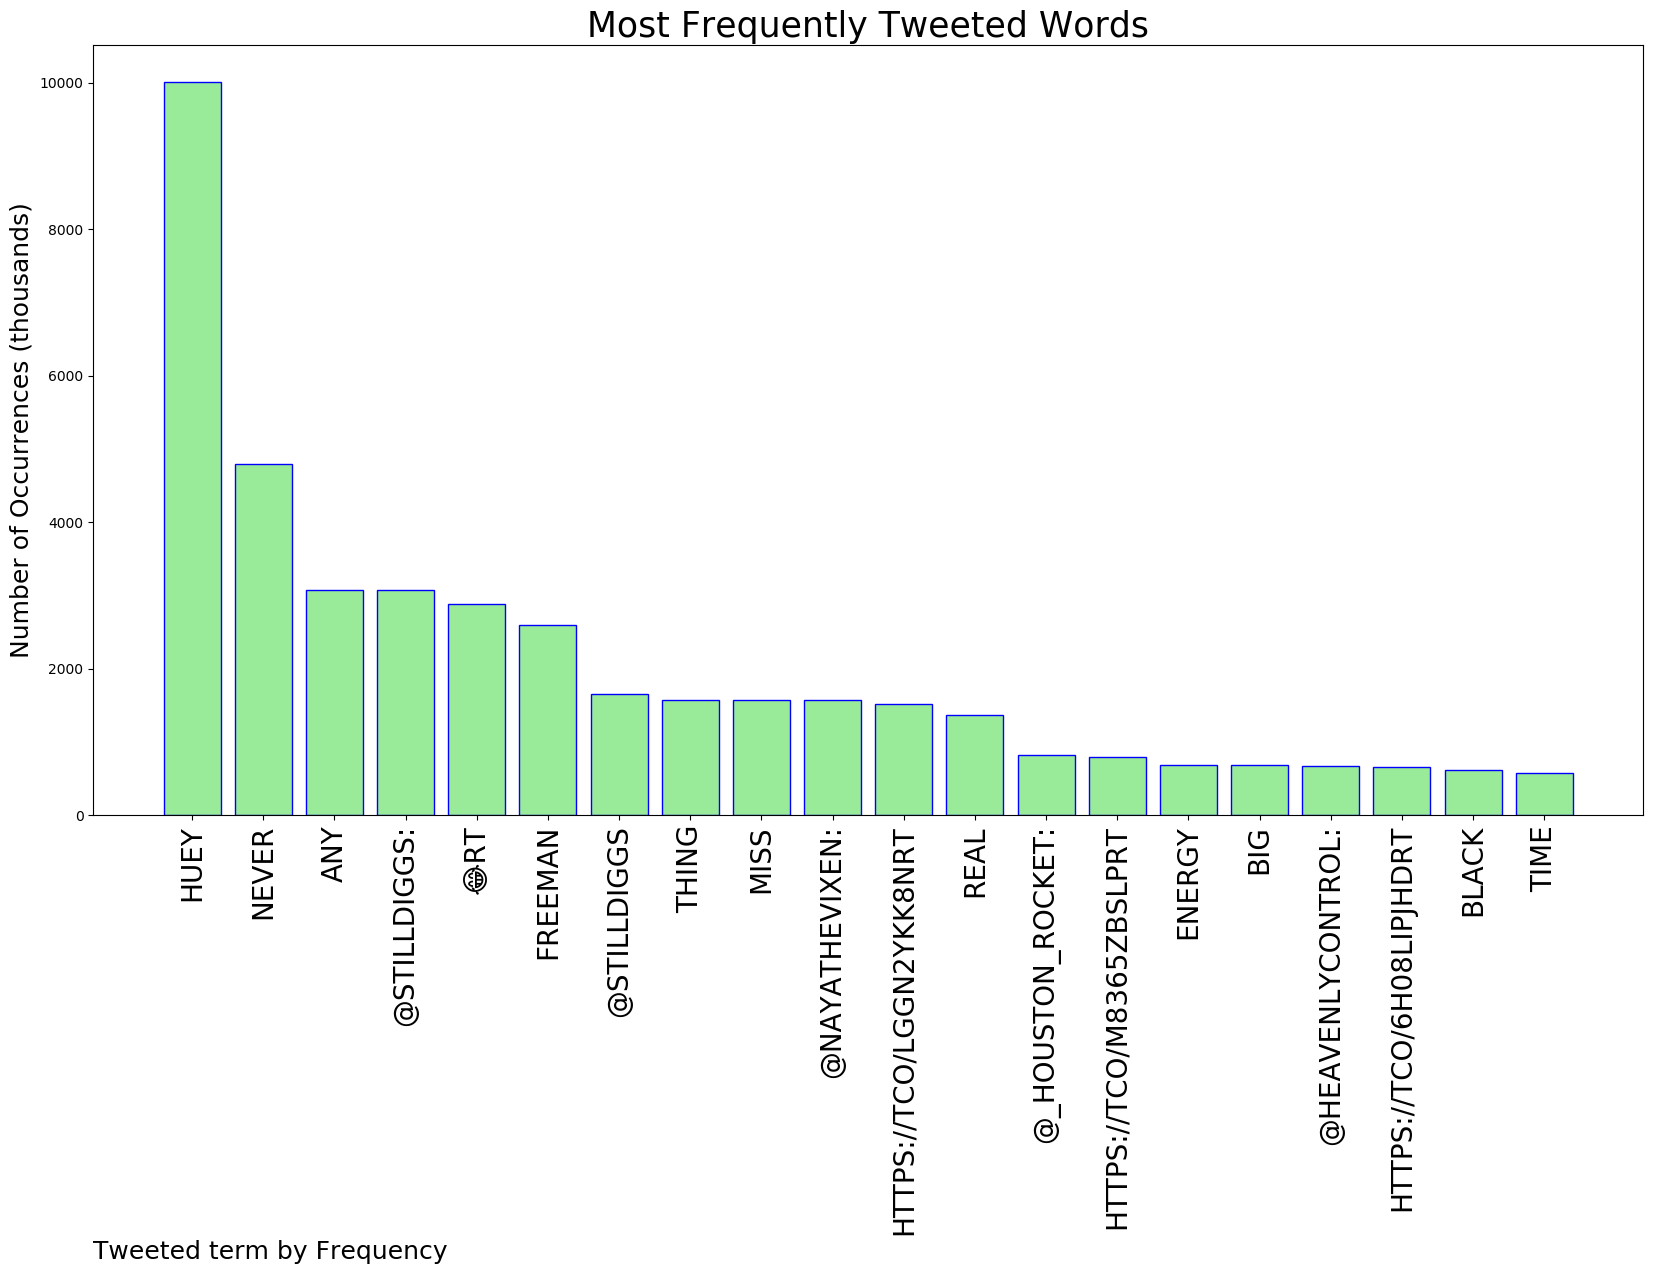 Most Frequently Tweeted Words
Number of Occurrences (thousands)
10000
8000
6000
4000
2000
0
HUEY
NEVER
ANY
@STILLDIGGS:
😂RT
FREEMAN
@STILLDIGGS
THING
MISS
@NAYATHEVIXEN:
HTTPS://TCO/LGGN2YKK8NRT
REAL
@_HOUSTON_ROCKET:
HTTPS://TCO/M8365ZBSLPRT
ENERGY
BIG
@HEAVENLYCONTROL:
HTTPS://TCO/6H08LIPJHDRT
BLACK
TIME
Tweeted term by Frequency